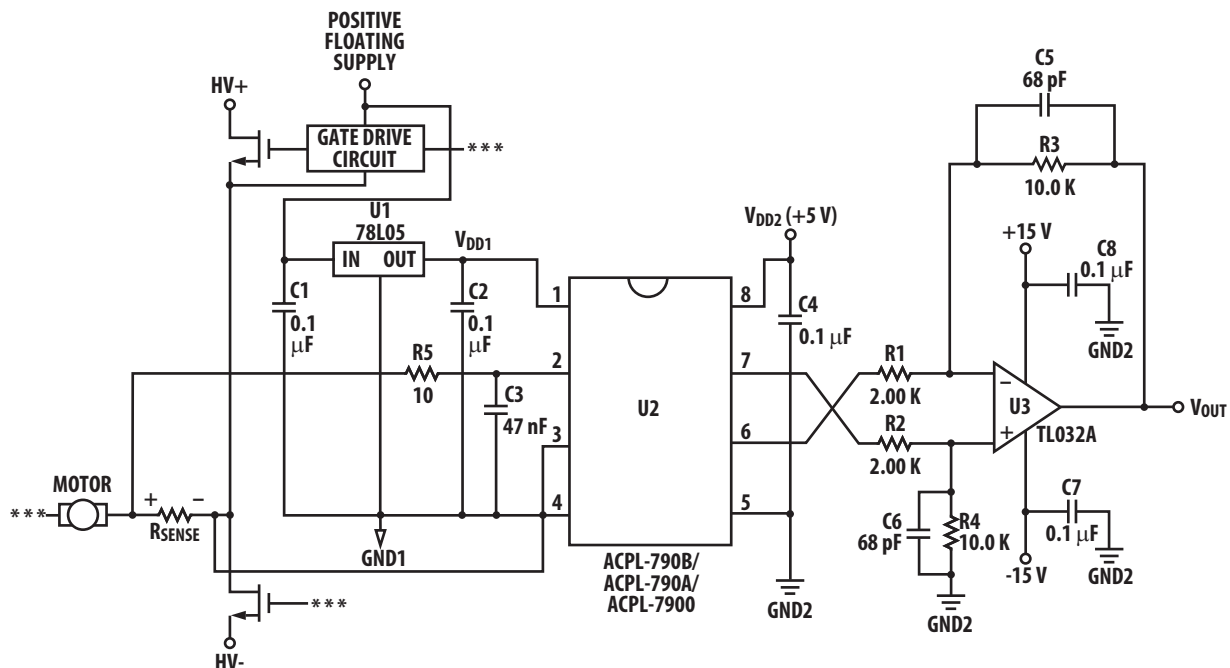 POSITIVE
FLOATING
SUPPLY
HV+
GATE DRIVE
CIRCUIT
***
U1
78L05
IN OUT
VDD1
C1
0.1
μF
C2
0.1
μF
R5
10
C3
47 nF
MOTOR
***
+ −
RSENSE
GND1
***
HV-
1
2
3
4
U2
8
7
6
5
ACPL-790B/
ACPL-790A/
ACPL-7900
VDD2 (+5 V)
C4
0.1 μF
GND2
R1
2.00 K
R2
2.00 K
C5
68 pF
R3
10.0 K
+15 V
C8
0.1 μF
GND2
−
U3
+
TL032A
VOUT
C6
68 pF
R4
10.0 K
GND2
C7
0.1 μF
-15 V
GND2